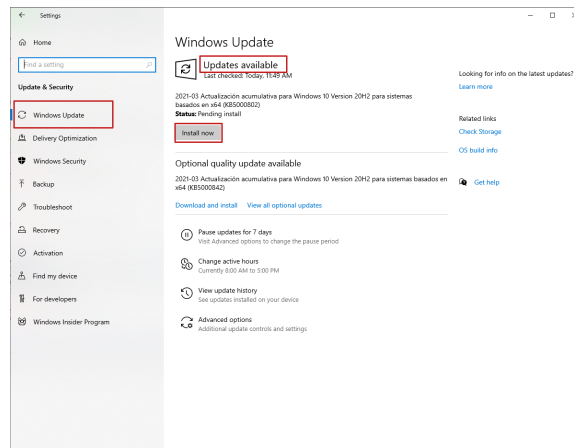 Settings
Home
Find a setting
Update & Security
Windows Update
Delivery Optimization
Windows Security
Backup
Troubleshoot
Recovery
Activation
Find my device
For developers
Windows Insider Program
Windows Update
Updates available
Last checked: Today, 11:49 AM
2021-03 Actualización acumulativa para Windows 10 Version 20H2 para sistemas
basados en x64 (KB5000802)
Status: Pending install
Install now
Optional quality update available
2021-03 Actualización acumulativa para Windows 10 Version 20H2 para sistemas basados en
x64 (KB5000842)
Download and install View all optional updates
Pause updates for 7 days
Visit Advanced options to change the pause period
Change active hours
Currently 8:00 AM to 5:00 PM
View update history
See updates installed on your device
Advanced options
Additional update controls and settings
Looking for info on the latest updates?
Learn more
Related links
Check Storage
OS build info
Get help